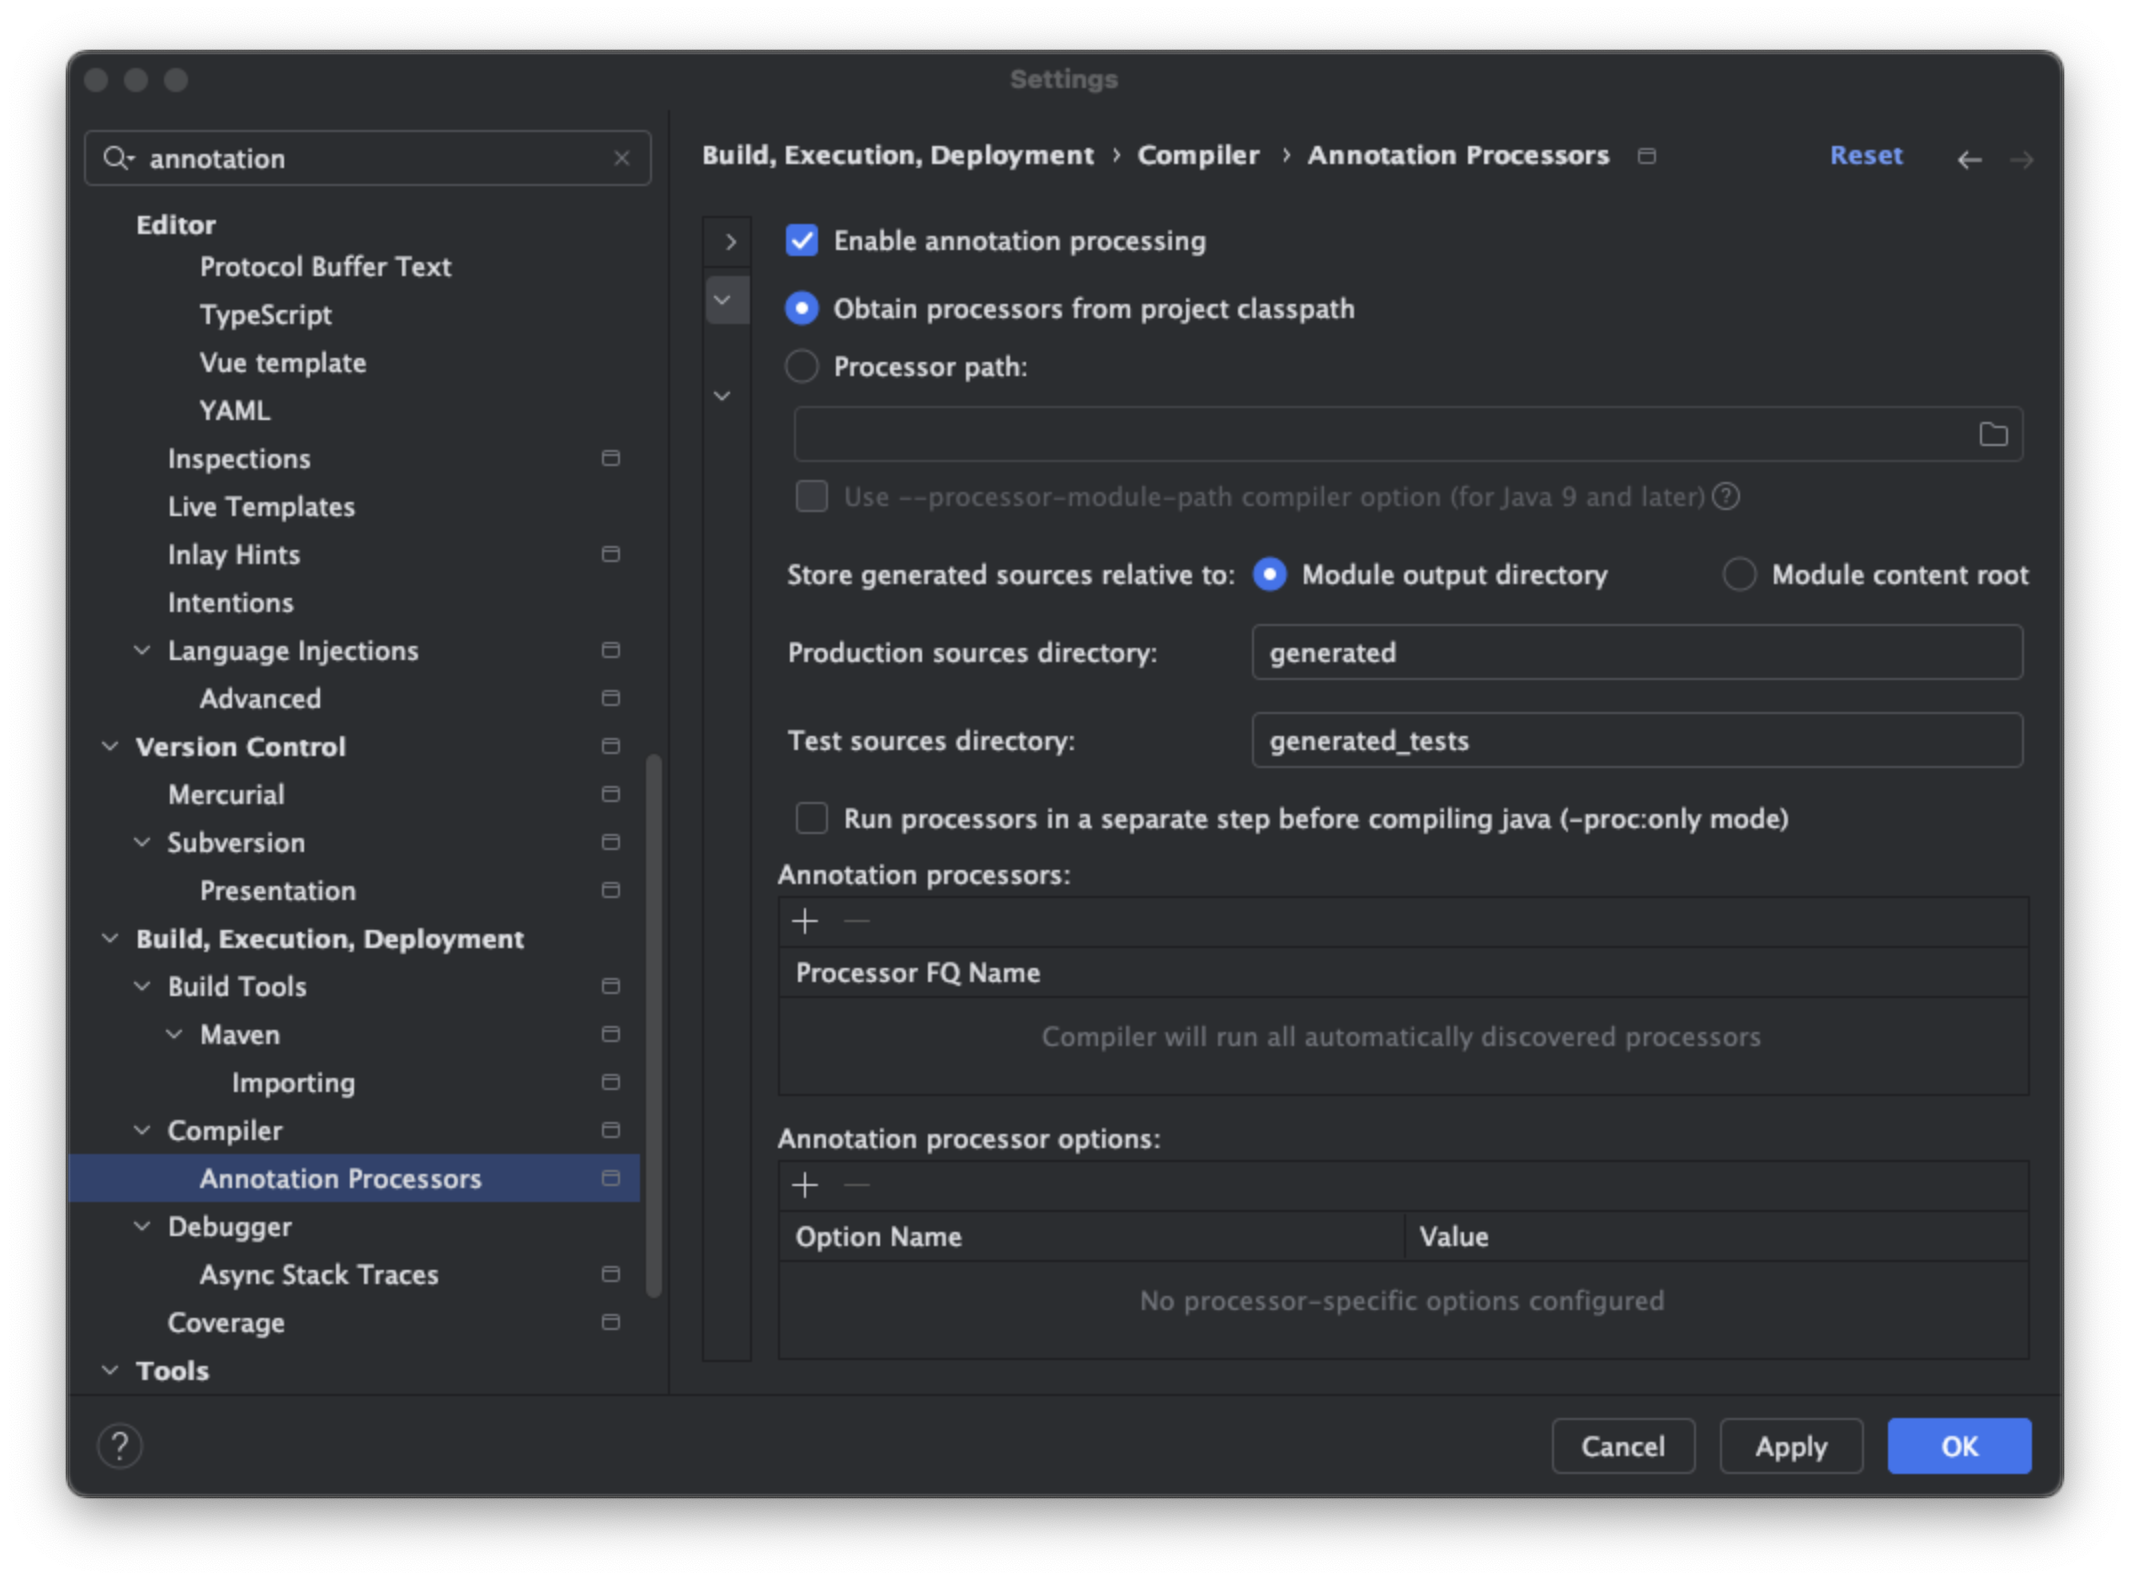 Settings
annotation
Editor
Protocol Buffer Text
TypeScript
Vue template
YAML
Inspections
Live Templates
Inlay Hints
Intentions
Language Injections
Advanced
Version Control
Mercurial
Subversion
Presentation
Build, Execution, Deployment
Build Tools
Maven
Importing
Compiler
Annotation Processors
Debugger
Async Stack Traces
Coverage
Tools
Build, Execution, Deployment › Compiler › Annotation Processors
Reset
Enable annotation processing
Obtain processors from project classpath
Processor path:
Use --processor-module-path compiler option (for Java 9 and later)
Store generated sources relative to: Module output directory Module content root
Production sources directory: generated
Test sources directory: generated_tests
Run processors in a separate step before compiling java (-proc:only mode)
Annotation processors:
Processor FQ Name
Compiler will run all automatically discovered processors
Annotation processor options:
Option Name Value
No processor-specific options configured
? Cancel Apply OK